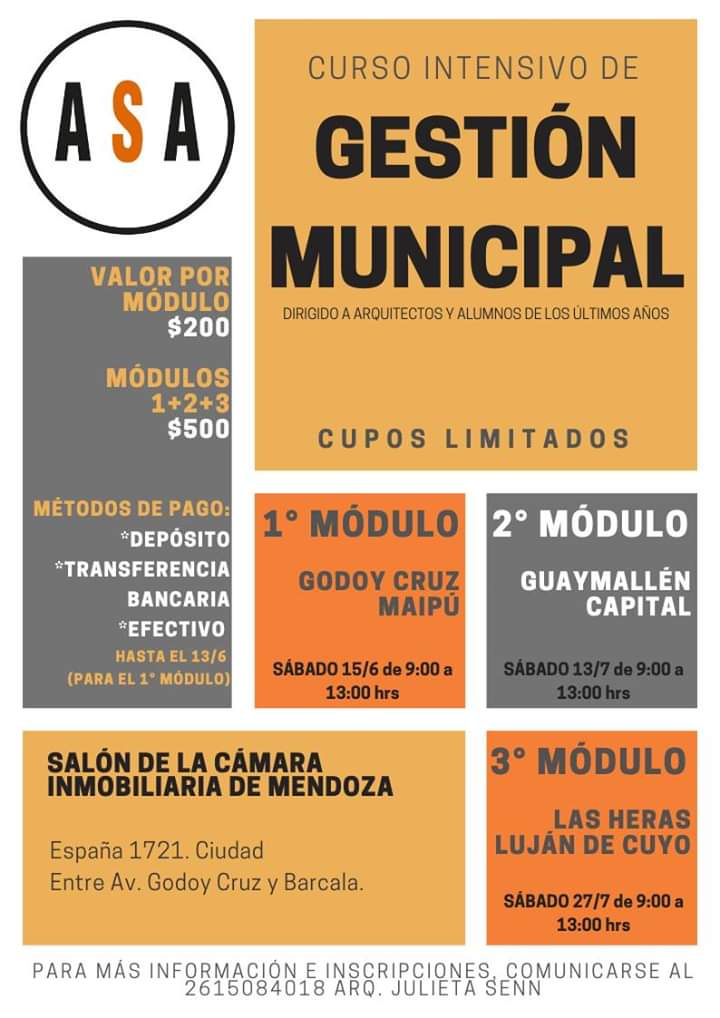 ASA
CURSO INTENSIVO DE
GESTIÓN
MUNICIPAL
DIRIGIDO A ARQUITECTOS Y ALUMNOS DE LOS ÚLTIMOS AÑOS
CUPOS LIMITADOS
VALOR POR
MÓDULO
$200
MÓDULOS
1+2+3
$500
MÉTODOS DE PAGO:
*DEPÓSITO
*TRANSFERENCIA
BANCARIA
*EFECTIVO
HASTA EL 13/6
(PARA EL 1° MÓDULO)
1° MÓDULO
GODOY CRUZ
MAIPÚ
SÁBADO 15/6 de 9:00 a
13:00 hrs
2° MÓDULO
GUAYMALLÉN
CAPITAL
SÁBADO 13/7 de 9:00 a
13:00 hrs
SALÓN DE LA CÁMARA
INMOBILIARIA DE MENDOZA
España 1721. Ciudad
Entre Av. Godoy Cruz y Barcala.
3° MÓDULO
LAS HERAS
LUJÁN DE CUYO
SÁBADO 27/7 de 9:00 a
13:00 hrs
PARA MÁS INFORMACIÓN E INSCRIPCIONES, COMUNICARSE AL
2615084018 ARQ. JULIETA SENN